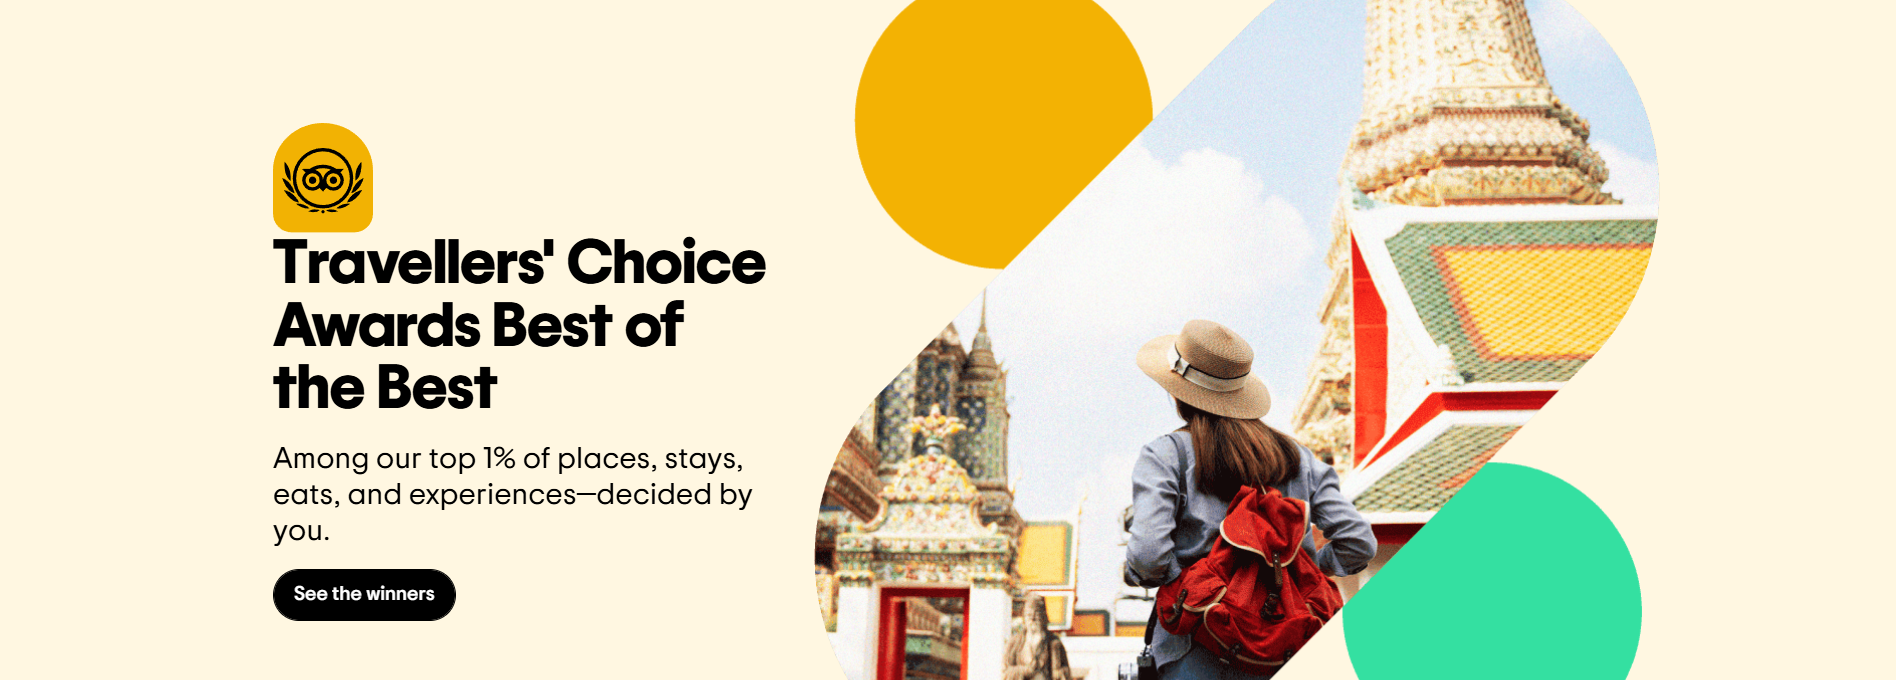 Travellers' Choice
Awards Best of
the Best
Among our top 1% of places, stays,
eats, and experiences—decided by
you.
See the winners